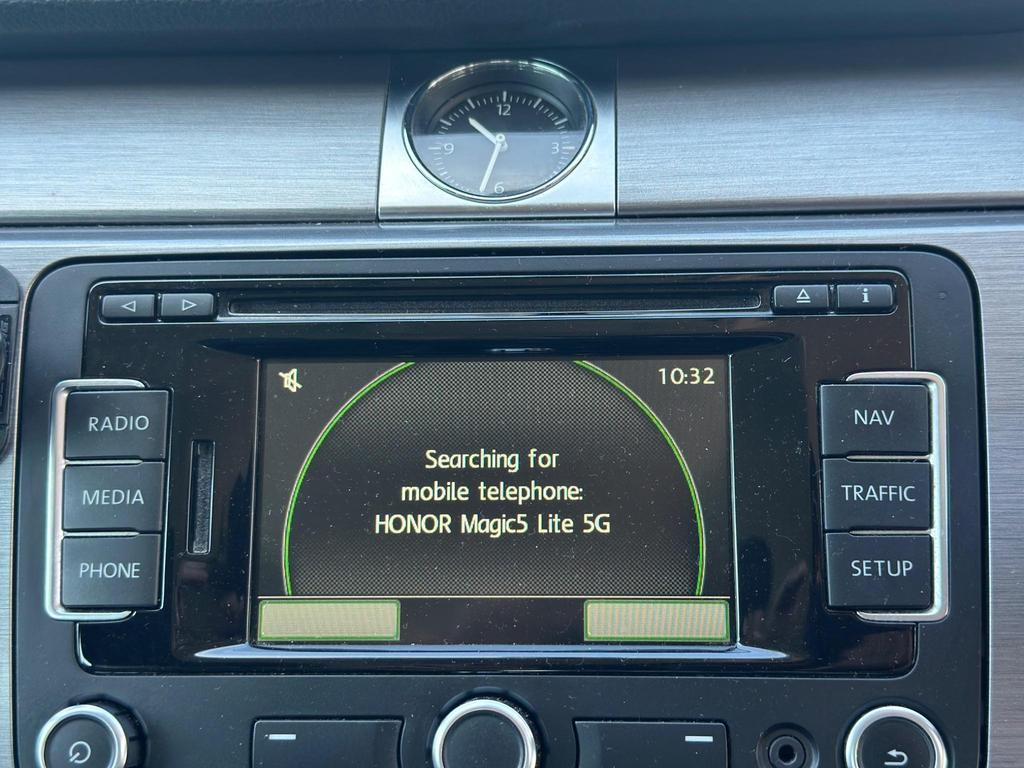 12
9
3
6
i
RADIO
MEDIA
PHONE
10:32
Searching for
mobile telephone:
HONOR Magic5 Lite 5G
NAV
TRAFFIC
SETUP